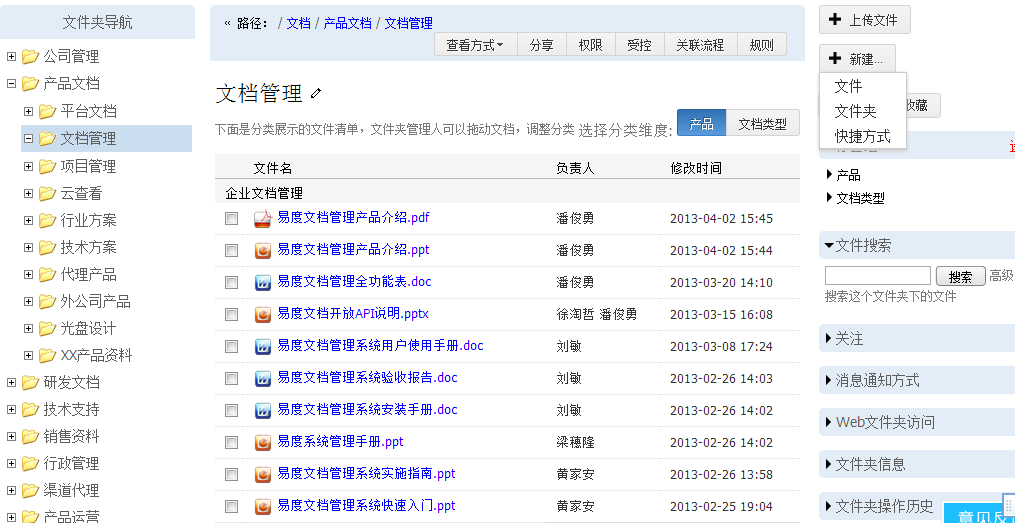 文件夹导航
公司管理
产品文档
平台文档
文档管理
项目管理
云查看
行业方案
技术方案
代理产品
外公司产品
光盘设计
XX产品资料
研发文档
技术支持
销售资料
行政管理
渠道代理
产品运营
« 路径： / 文档 / 产品文档 / 文档管理
查看方式 分享 权限 受控 关联流程 规则
文档管理
下面是分类展示的文件清单，文件夹管理人可以拖动文档，调整分类 选择分类维度: 产品 文档类型
文件名 负责人 修改时间
企业文档管理
易度文档管理产品介绍.pdf 潘俊勇 2013-04-02 15:45
易度文档管理产品介绍.ppt 潘俊勇 2013-04-02 15:44
易度文档管理全功能表.doc 潘俊勇 2013-03-20 14:10
易度文档开放API说明.pptx 徐淘哲 潘俊勇 2013-03-15 16:08
易度文档管理系统用户使用手册.doc 刘敏 2013-03-08 17:24
易度文档管理系统验收报告.doc 刘敏 2013-02-26 14:03
易度文档管理系统安装手册.doc 刘敏 2013-02-26 14:02
易度系统管理手册.ppt 梁穗隆 2013-02-26 14:02
易度文档管理系统实施指南.ppt 黄家安 2013-02-26 13:58
易度文档管理系统快速入门.ppt 黄家安 2013-02-25 19:04
上传文件
新建...
文件
文件夹
快捷方式
收藏
产品
文档类型
文件搜索
搜索 高级
搜索这个文件夹下的文件
关注
消息通知方式
Web文件夹访问
文件夹信息
文件夹操作历史
意见反